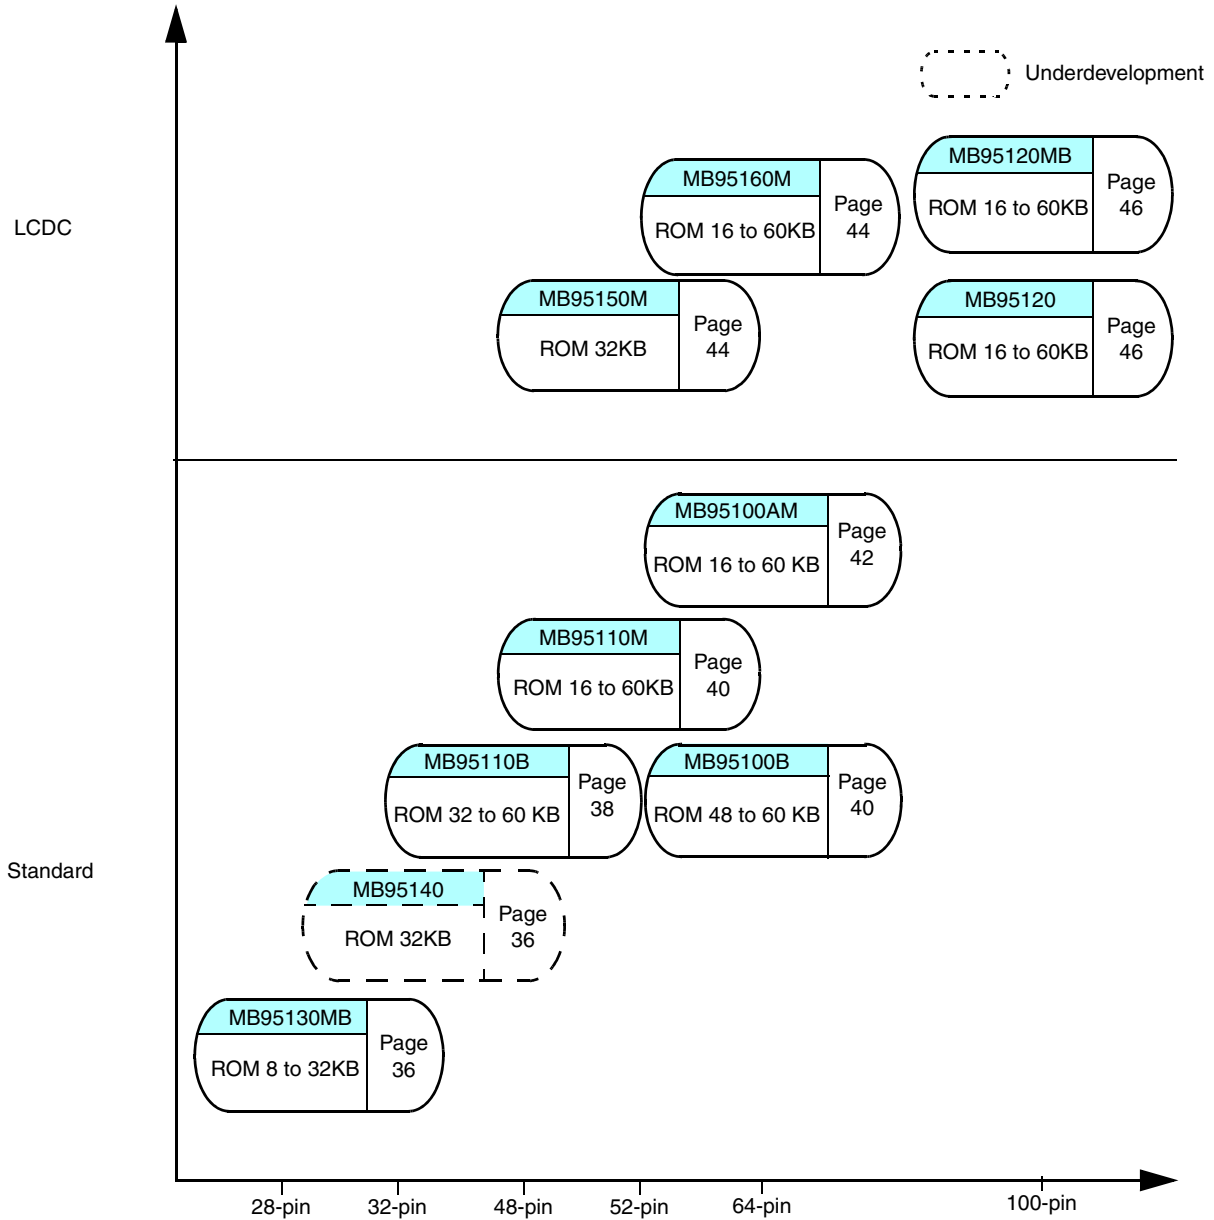 Underdevelopment
LCDC
MB95160M
ROM 16 to 60KB
Page
44
MB95120MB
ROM 16 to 60KB
Page
46
MB95150M
ROM 32KB
Page
44
MB95120
ROM 16 to 60KB
Page
46
Standard
MB95100AM
ROM 16 to 60 KB
Page
42
MB95110M
ROM 16 to 60KB
Page
40
MB95110B
ROM 32 to 60 KB
Page
38
MB95100B
ROM 48 to 60 KB
Page
40
MB95140
ROM 32KB
Page
36
MB95130MB
ROM 8 to 32KB
Page
36
28-pin
32-pin
48-pin
52-pin
64-pin
100-pin